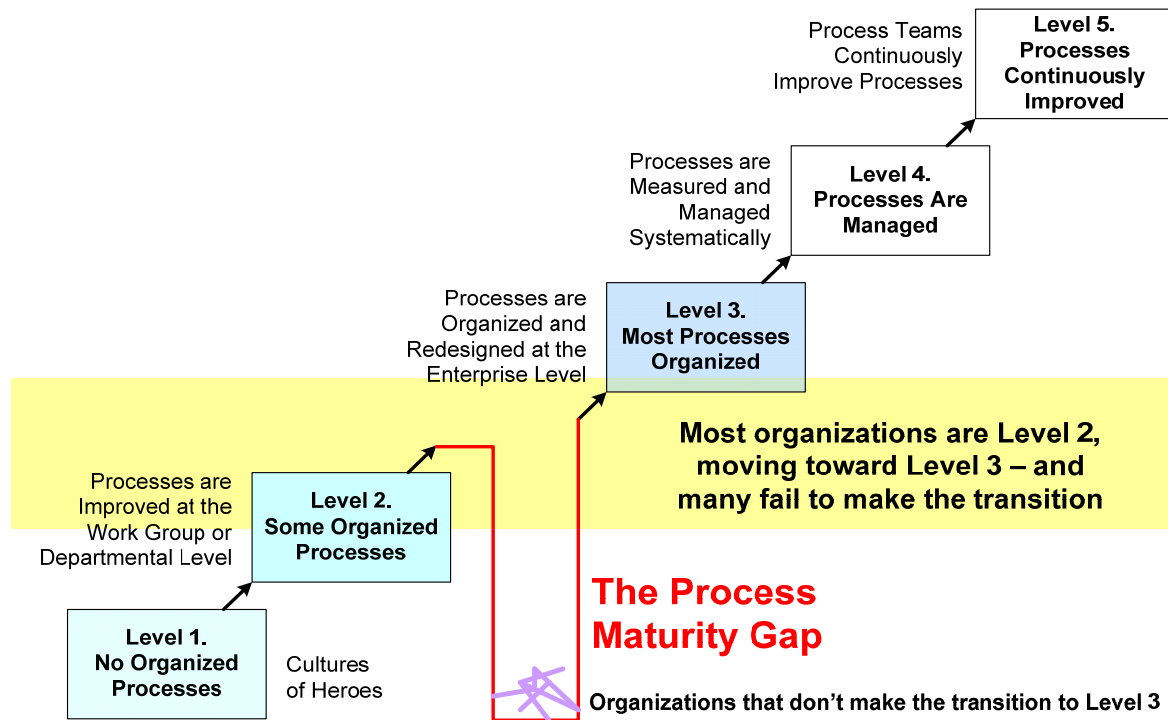 Process Teams
Continuously
Improve Processes
Level 5.
Processes
Continuously
Improved
Processes are
Measured and
Managed
Systematically
Level 4.
Processes Are
Managed
Processes are
Organized and
Redesigned at the
Enterprise Level
Level 3.
Most Processes
Organized
Most organizations are Level 2,
moving toward Level 3 – and
many fail to make the transition
Processes are
Improved at the
Work Group or
Departmental Level
Level 2.
Some Organized
Processes
The Process
Maturity Gap
Level 1.
No Organized
Processes
Cultures
of Heroes
Organizations that don’t make the transition to Level 3